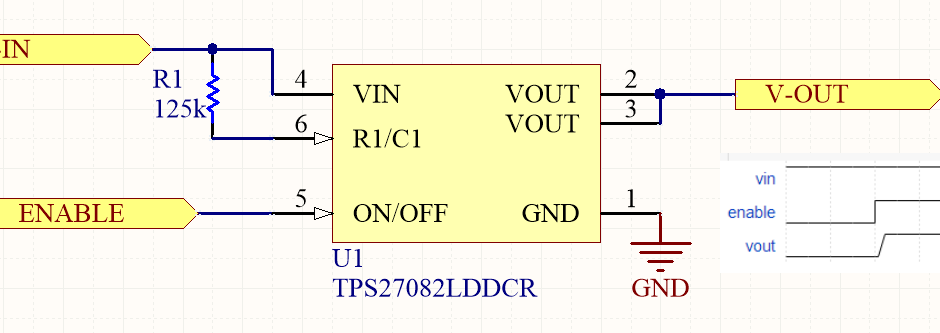 -IN
R1
125k
4
VIN
6
R1/C1
5
ON/OFF
ENABLE
VOUT
2
VOUT
3
GND
1
V-OUT
U1
TPS27082LDDCR
GND
vin
enable
vout